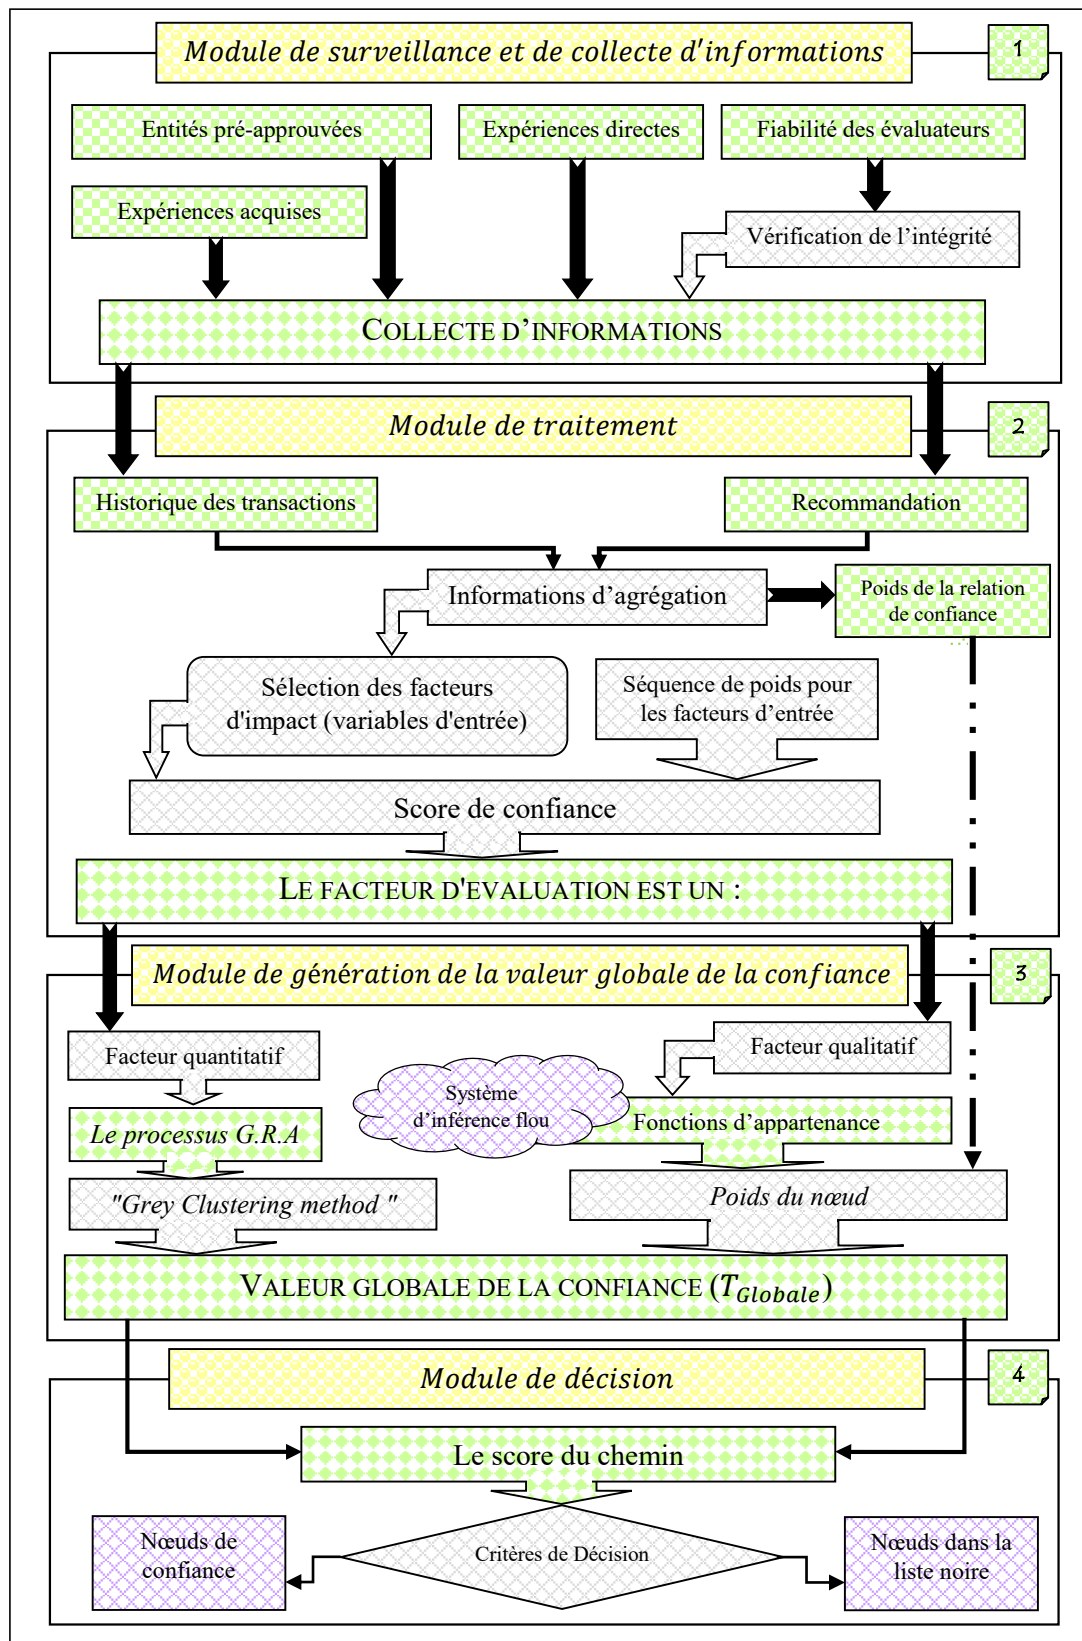 Module de surveillance et de collecte d'informations
1
Entités pré-approuvées
Expériences directes
Fiabilité des évaluateurs
Expériences acquises
Vérification de l’intégrité
COLLECTE D’INFORMATIONS
Module de traitement
2
Historique des transactions
Recommandation
Informations d’agrégation
Poids de la relation
de confiance
Sélection des facteurs
d'impact (variables d'entrée)
Séquence de poids pour
les facteurs d’entrée
Score de confiance
LE FACTEUR D'EVALUATION EST UN :
Module de génération de la valeur globale de la confiance
3
Facteur quantitatif
Facteur qualitatif
Système
d’inférence flou
Le processus G.R.A
Fonctions d’appartenance
"Grey Clustering method "
Poids du nœud
VALEUR GLOBALE DE LA CONFIANCE (T_Globale)
Module de décision
4
Le score du chemin
Nœuds de
confiance
Critères de Décision
Nœuds dans la
liste noire